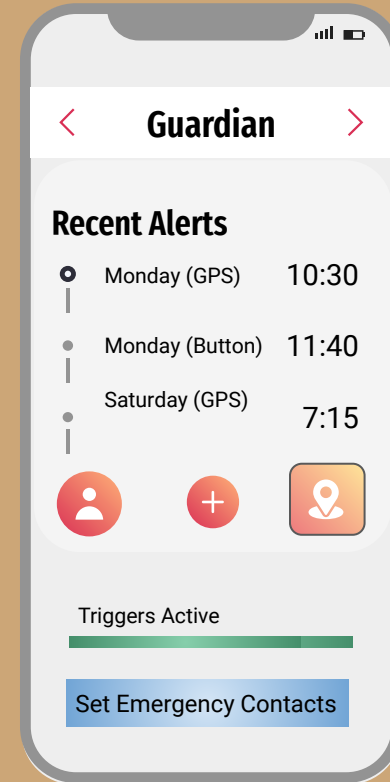 Guardian
Recent Alerts
Monday (GPS) 10:30
Monday (Button) 11:40
Saturday (GPS) 7:15
Triggers Active
Set Emergency Contacts